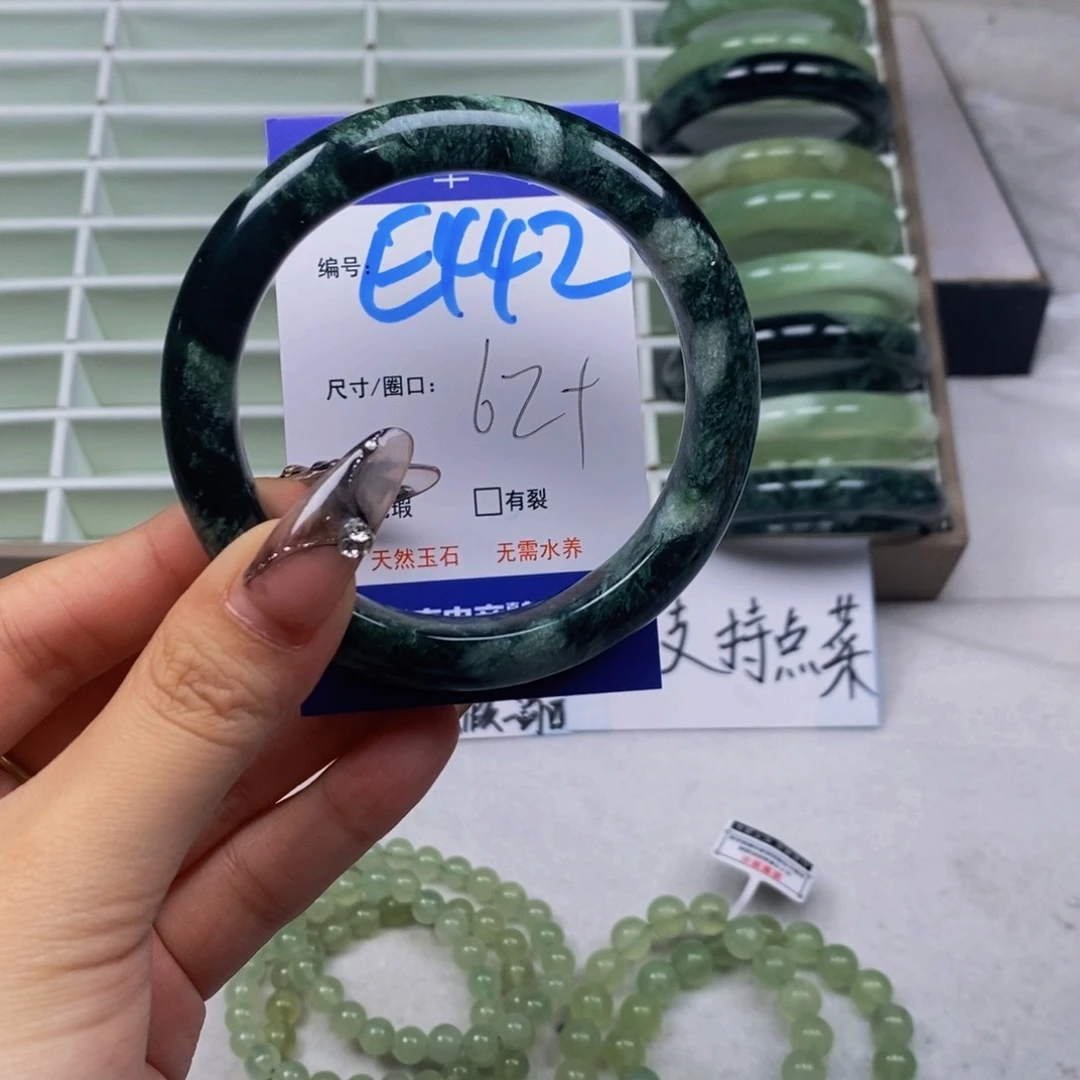 编号: E442
尺寸/圈口: 62+
瑕 □有裂
天然玉石 无需水养
支持点菜